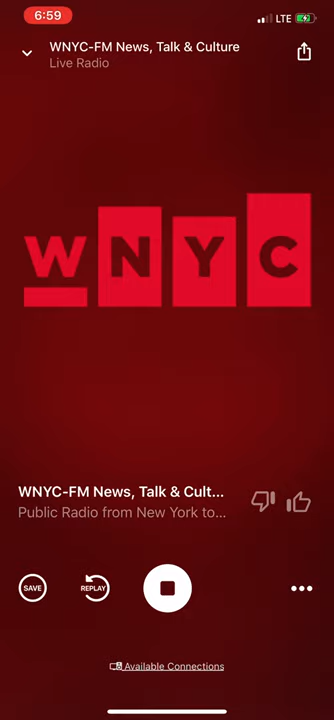 6:59
LTE
WNYC-FM News, Talk & Culture
Live Radio
WNYC
WNYC-FM News, Talk & Cult...
Public Radio from New York to...
SAVE
REPLAY
Available Connections